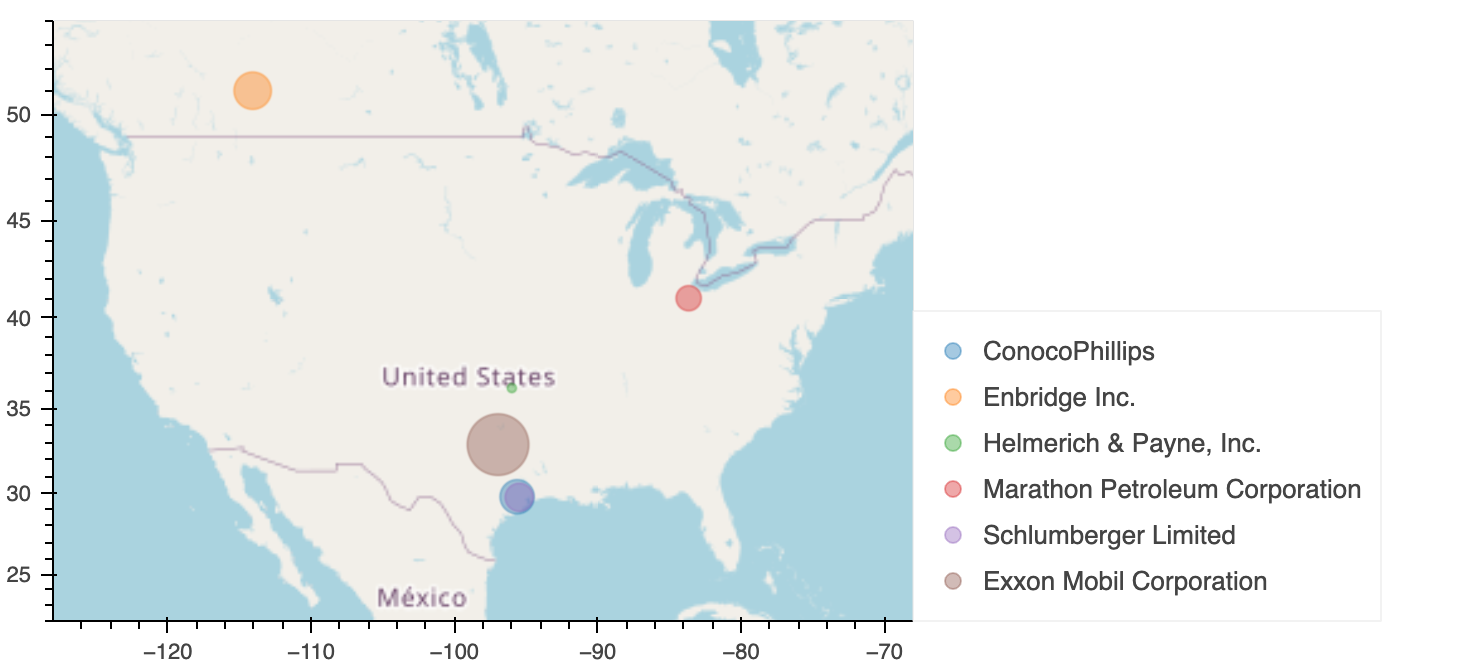 50
45
40
35
30
25
United States
México
−120
−110
−100
−90
−80
−70
ConocoPhillips
Enbridge Inc.
Helmerich & Payne, Inc.
Marathon Petroleum Corporation
Schlumberger Limited
Exxon Mobil Corporation